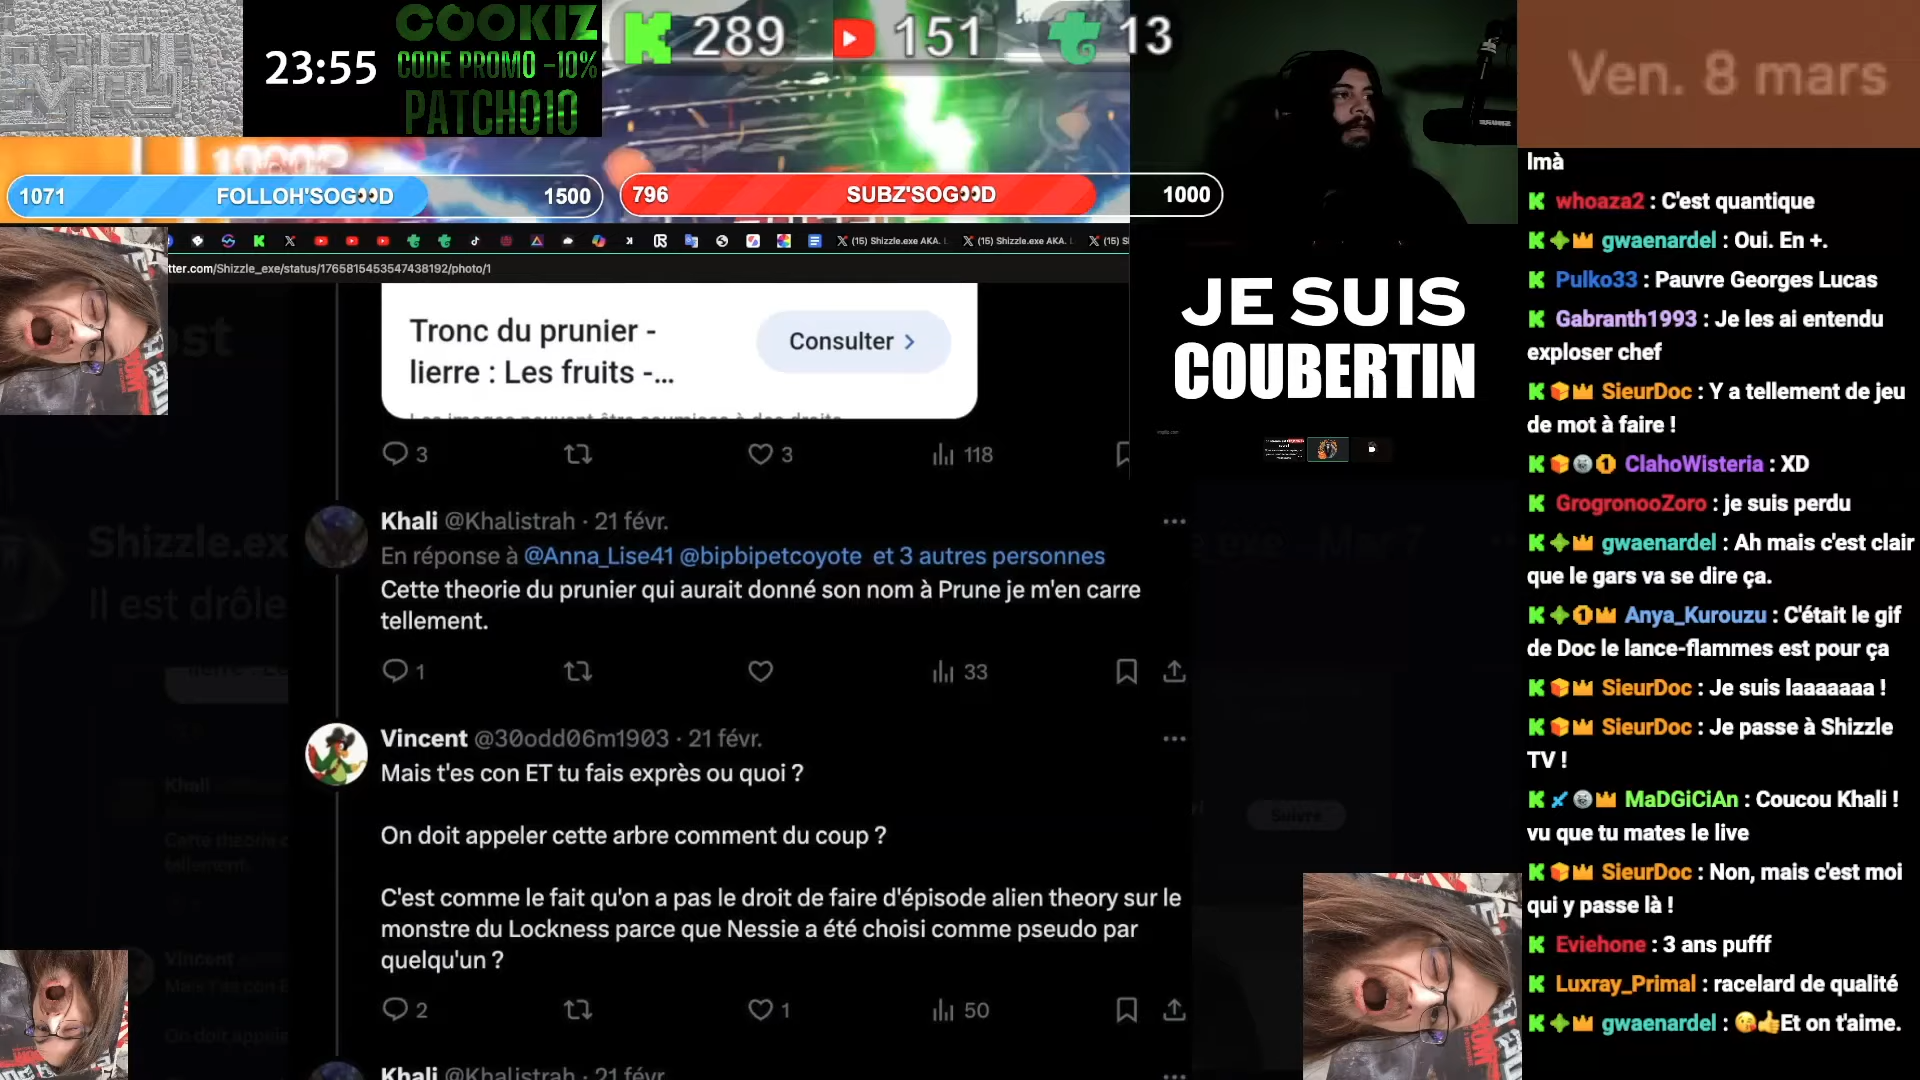 COOKIZ
CODE PROMO -10%
PATCHO10
23:55
289
151
13
Ven. 8 mars
1071
FOLLOH'SOG👀D
1500
796
SUBZ'SOG👀D
1000
(15) Shizzle.exe AKA.
(15) Shizzle.exe AKA.
(15) S
tter.com/Shizzle_exe/status/1765815453547438192/photo/1
Tronc du prunier -
lierre : Les fruits -...
Consulter >
Les images peuvent être soumises à des droits
3
3
118
Khali @Khalistrah · 21 févr.
En réponse à @Anna_Lise41 @bipbipetcoyote et 3 autres personnes
Cette theorie du prunier qui aurait donné son nom à Prune je m'en carre
tellement.
1
33
Vincent @30odd06m1903 · 21 févr.
Mais t'es con ET tu fais exprès ou quoi ?
On doit appeler cette arbre comment du coup ?
C'est comme le fait qu'on a pas le droit de faire d'épisode alien theory sur le
monstre du Lockness parce que Nessie a été choisi comme pseudo par
quelqu'un ?
2
1
50
Khali @Khalistrah · 21 févr.
Shizzle.ex
Il est drôle
Suivre
JE SUIS
COUBERTIN
lmà
whoaza2 : C'est quantique
gwaenardel : Oui. En +.
Pulko33 : Pauvre Georges Lucas
Gabranth1993 : Je les ai entendu
exploser chef
SieurDoc : Y a tellement de jeu
de mot à faire !
ClahoWisteria : XD
GrogronooZoro : je suis perdu
gwaenardel : Ah mais c'est clair
que le gars va se dire ça.
Anya_Kurouzu : C'était le gif
de Doc le lance-flammes est pour ça
SieurDoc : Je suis laaaaaaa !
SieurDoc : Je passe à Shizzle
TV !
MaDGiCiAn : Coucou Khali !
vu que tu mates le live
SieurDoc : Non, mais c'est moi
qui y passe là !
Eviehone : 3 ans pufff
Luxray_Primal : racelard de qualité
gwaenardel : 😘👍Et on t'aime.